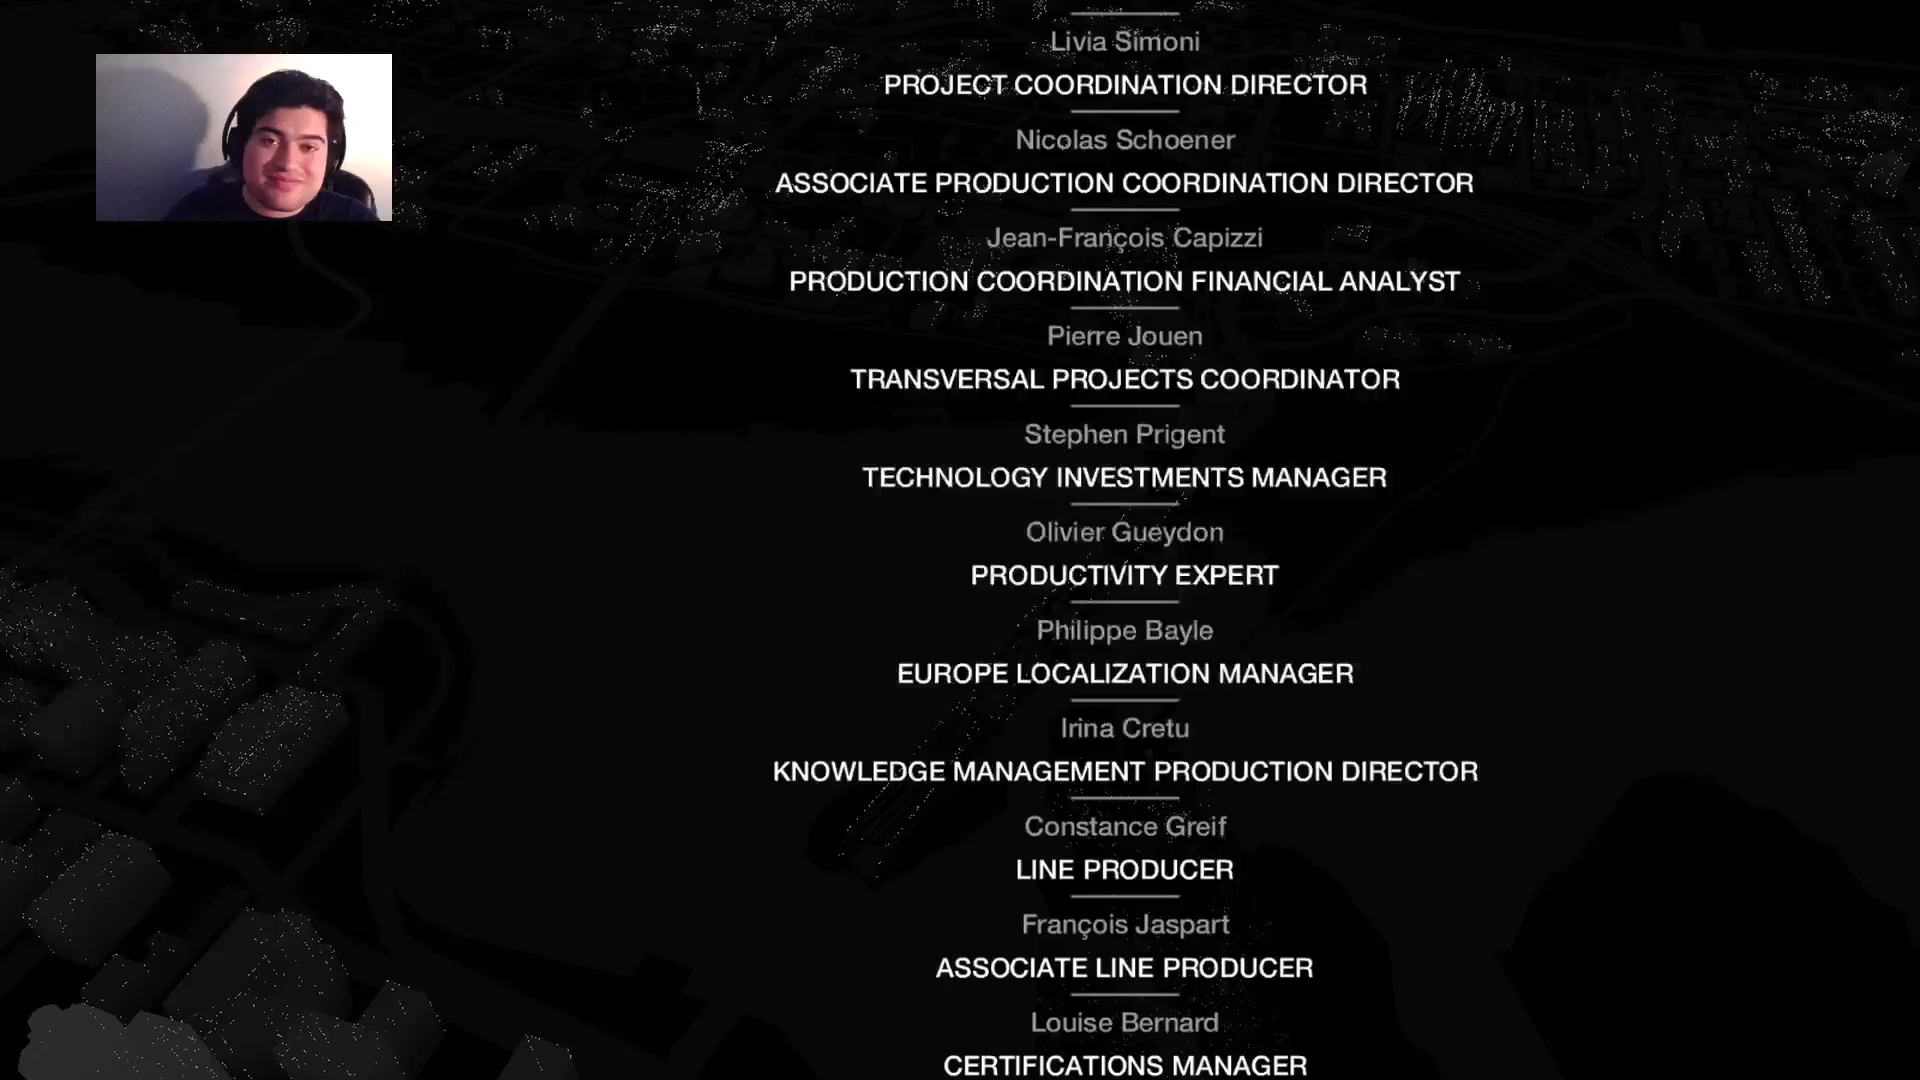 Livia Simoni
PROJECT COORDINATION DIRECTOR
Nicolas Schoener
ASSOCIATE PRODUCTION COORDINATION DIRECTOR
Jean-François Capizzi
PRODUCTION COORDINATION FINANCIAL ANALYST
Pierre Jouen
TRANSVERSAL PROJECTS COORDINATOR
Stephen Prigent
TECHNOLOGY INVESTMENTS MANAGER
Olivier Gueydon
PRODUCTIVITY EXPERT
Philippe Bayle
EUROPE LOCALIZATION MANAGER
Irina Cretu
KNOWLEDGE MANAGEMENT PRODUCTION DIRECTOR
Constance Greif
LINE PRODUCER
François Jaspart
ASSOCIATE LINE PRODUCER
Louise Bernard
CERTIFICATIONS MANAGER